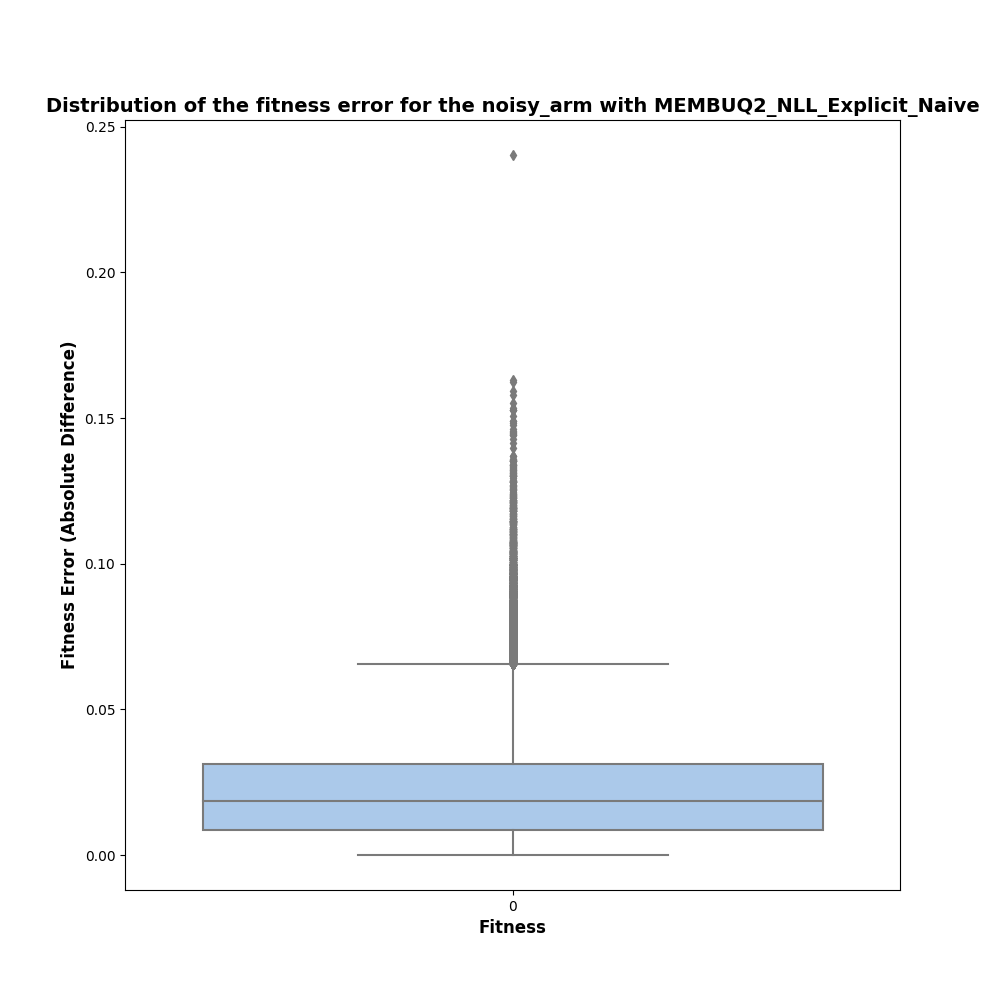 Distribution of the fitness error for the noisy_arm with MEMBUQ2_NLL_Explicit_Naive
0.25
0.20
0.15
0.10
0.05
0.00
Fitness Error (Absolute Difference)
0
Fitness